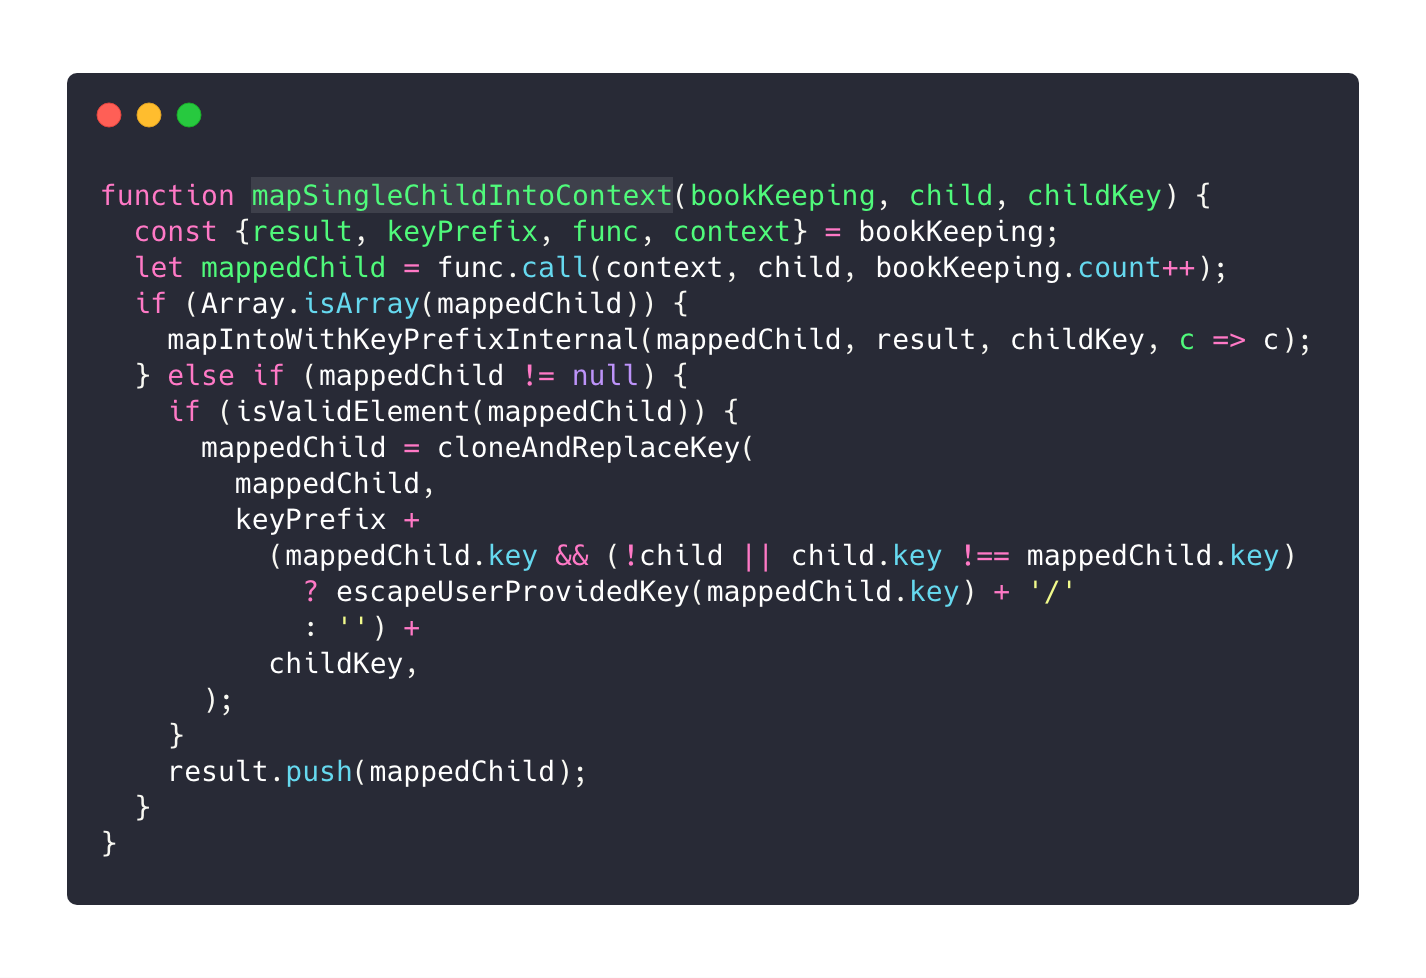 function mapSingleChildIntoContext(bookKeeping, child, childKey) {
  const {result, keyPrefix, func, context} = bookKeeping;
  let mappedChild = func.call(context, child, bookKeeping.count++);
  if (Array.isArray(mappedChild)) {
    mapIntoWithKeyPrefixInternal(mappedChild, result, childKey, c => c);
  } else if (mappedChild != null) {
    if (isValidElement(mappedChild)) {
      mappedChild = cloneAndReplaceKey(
        mappedChild,
        keyPrefix +
          (mappedChild.key && (!child || child.key !== mappedChild.key)
            ? escapeUserProvidedKey(mappedChild.key) + '/'
            : '') +
          childKey,
      );
    }
    result.push(mappedChild);
  }
}